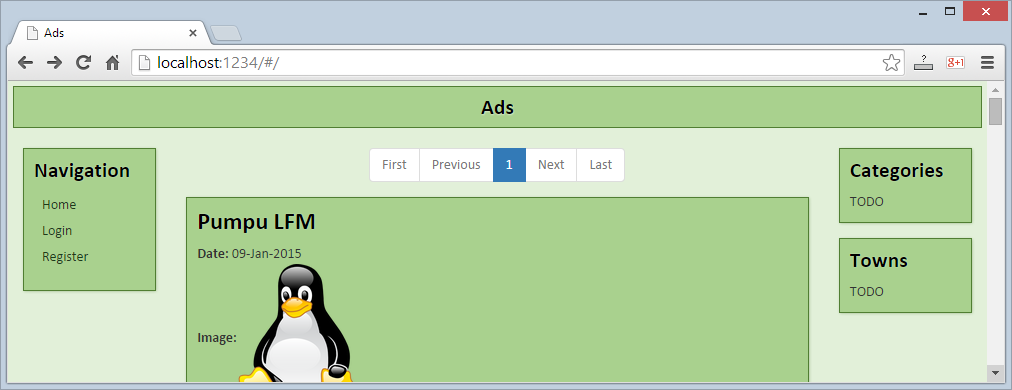 Ads
localhost:1234/#/
?
g+1
Ads
Navigation
Home
Login
Register
First Previous 1 Next Last
Pumpu LFM
Date: 09-Jan-2015
Image:
Categories
TODO
Towns
TODO